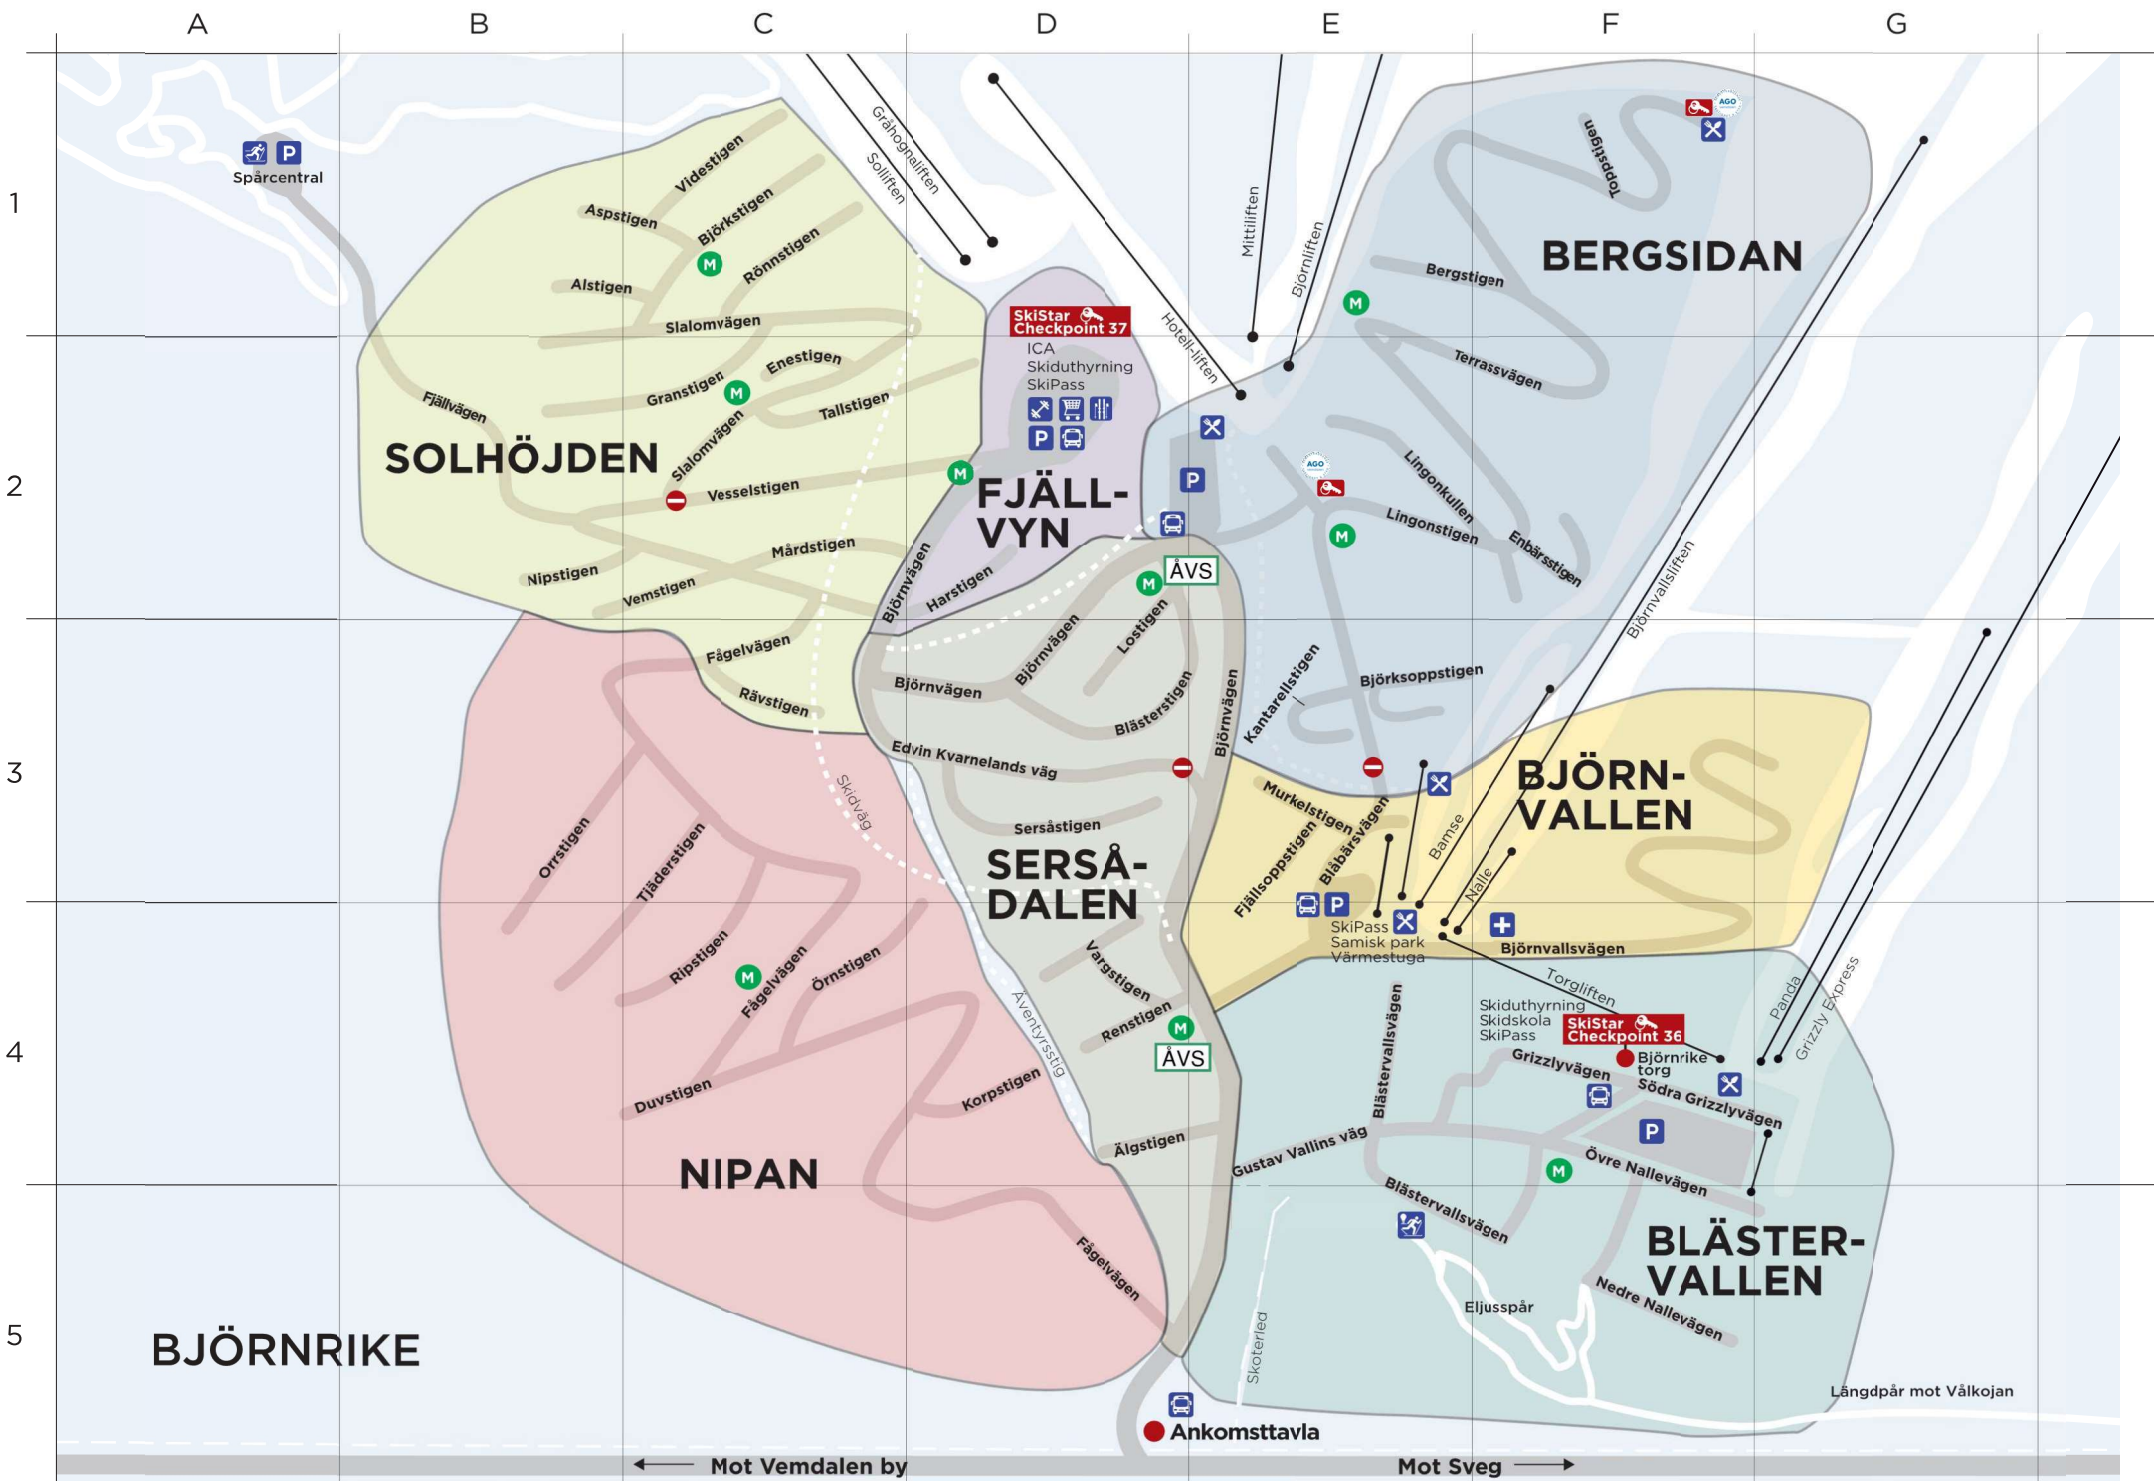 A B C D E F G
1
2
3
4
5
P
Spårcentral
Videstigen
Aspstigen
Björkstigen
Rönnstigen
M
Alstigen
Slalomvägen
Enestigen
Granstigen
M
Tallstigen
Fjällvägen
SOLHÖJDEN
Slalomvägen
Vesselstigen
Mårdstigen
Nipstigen
Vemstigen
Fågelvägen
Rävstigen
Gråhognaliften
Solliften
Hotell-liften
Mittiliften
Björnliften
SkiStar
Checkpoint 37
ICA
Skiduthyrning
SkiPass
P
M
FJÄLL-
VYN
Björnvägen
Harstigen
P
AGO
Toppstigen
BERGSIDAN
Bergstigen
M
Terrassvägen
AGO
Lingonkullen
Lingonstigen
M
Enbärsstigen
Björnvallsliften
Kantarellstigen
Björksoppstigen
M
ÅVS
Lostigen
Björnvägen
Björnvägen
Blästerstigen
Björnvägen
Edvin Kvarnelands väg
Sersåstigen
SERSÅ-
DALEN
Skidväg
Vargstigen
Renstigen
M
ÅVS
Älgstigen
Äventyrsstig
Murkelstigen
Fjällsoppstigen
Blåbärsvägen
Bamse
Nalle
BJÖRN-
VALLEN
P
SkiPass
Samisk park
Värmestuga
Björnvallsvägen
Torgliften
Panda
Grizzly Express
Orrstigen
Tjäderstigen
Ripstigen
M
Fågelvägen
Örnstigen
Duvstigen
Korpstigen
NIPAN
Fågelvägen
Blästervallsvägen
Skiduthyrning
Skidskola
SkiPass
SkiStar
Checkpoint 36
Björnrike
torg
Grizzlyvägen
Södra Grizzlyvägen
P
Gustav Vallins väg
M
Övre Nallevägen
Blästervallsvägen
BLÄSTER-
VALLEN
Nedre Nallevägen
Eljusspår
Skoterled
Längdpår mot Vålkojan
BJÖRNRIKE
Ankomsttavla
Mot Vemdalen by
Mot Sveg